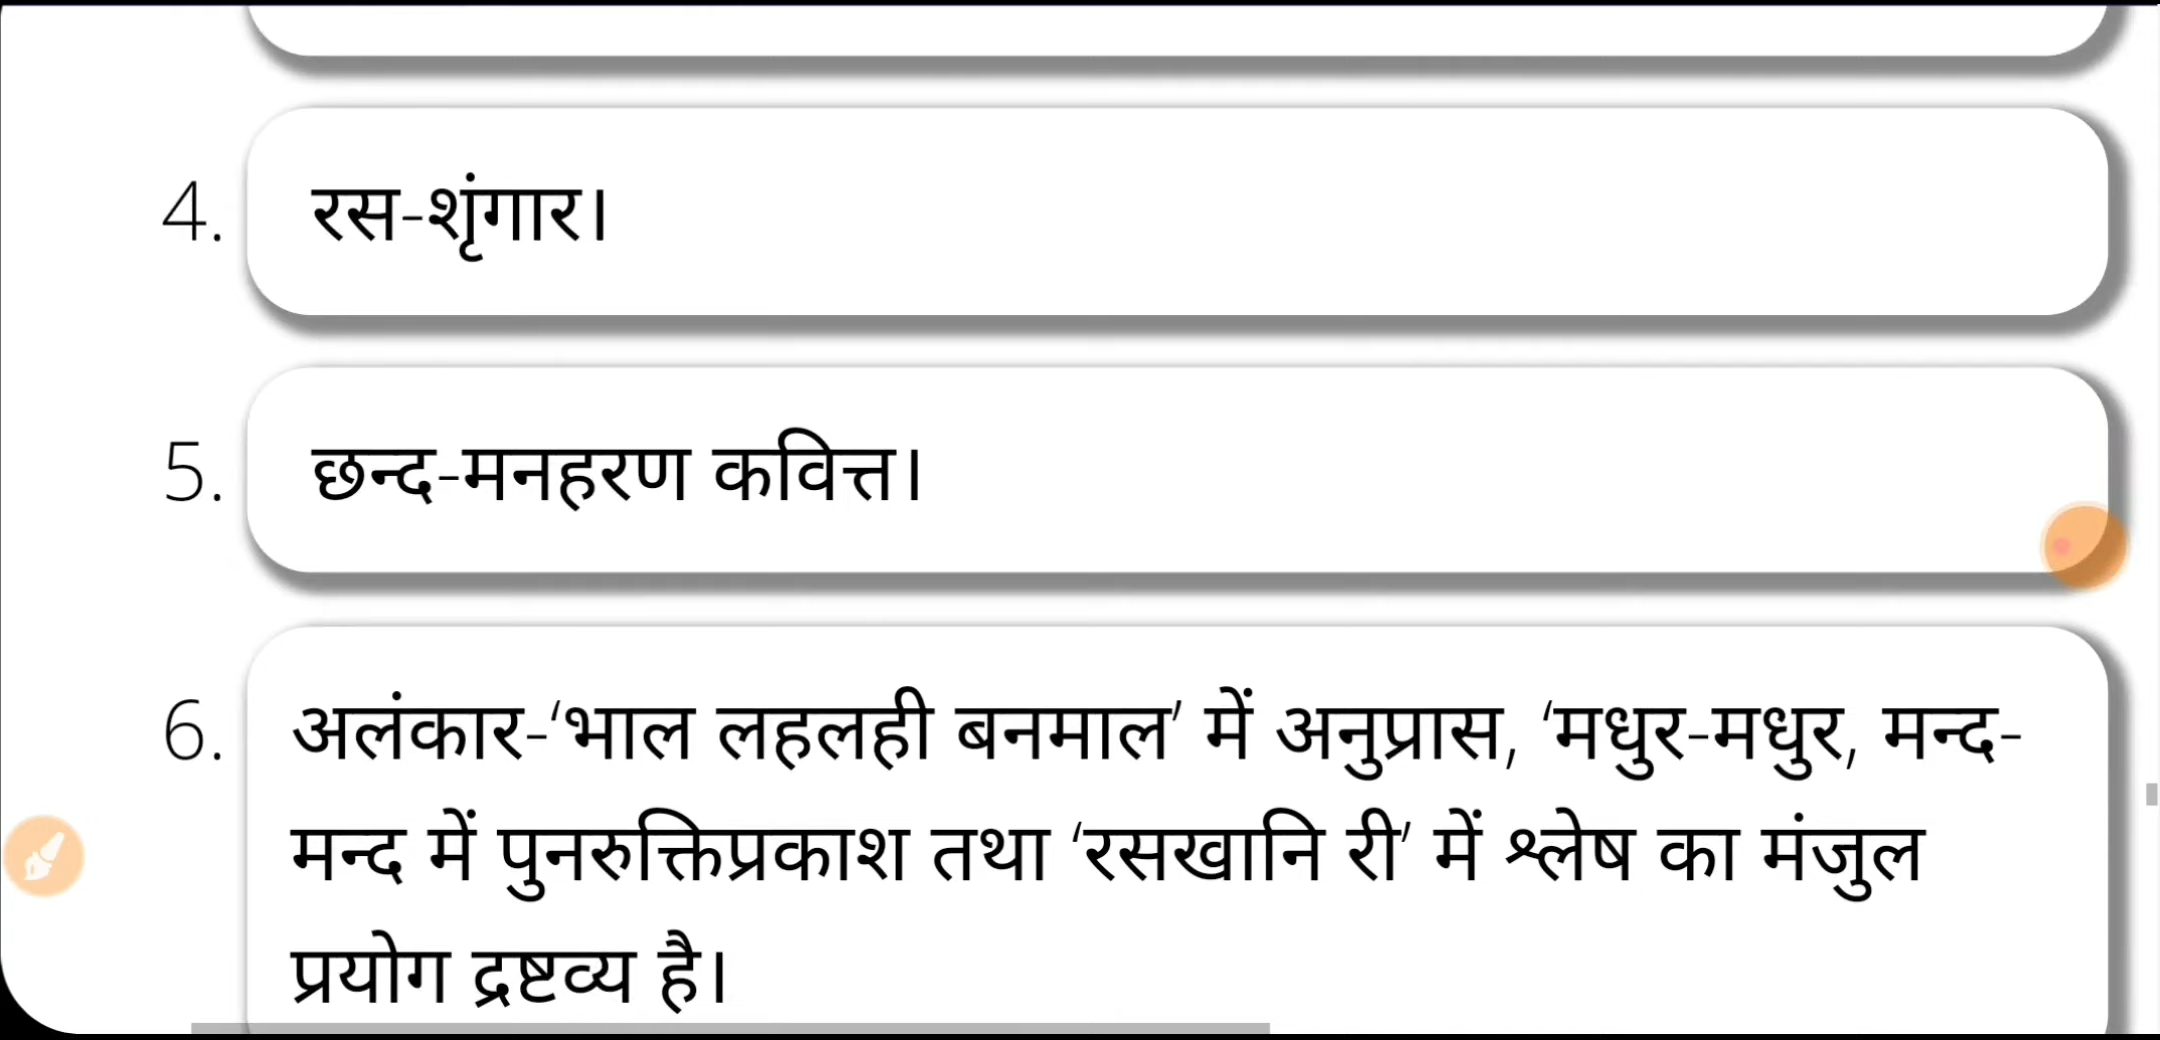 4. रस-शृंगार।
5. छन्द-मनहरण कवित्त।
6. अलंकार-‘भाल लहलही बनमाल’ में अनुप्रास, ‘मधुर-मधुर, मन्द-
मन्द में पुनरुक्तिप्रकाश तथा ‘रसखानि री’ में श्लेष का मंजुल
प्रयोग द्रष्टव्य है।